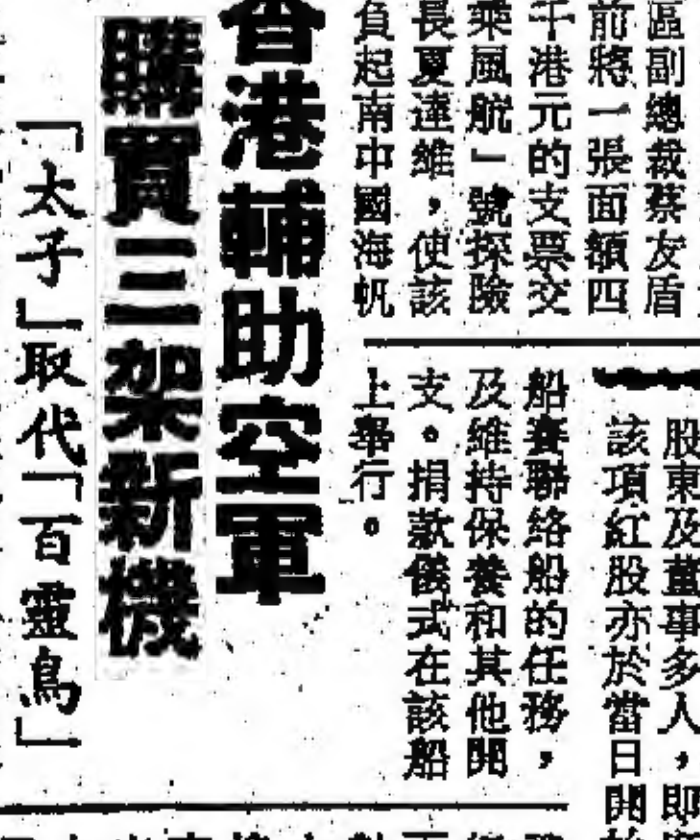 區副總裁蔡友盾
前將一張面額四
千港元的支票交
乘風航」號探險
長夏達維，使該
負起南中國海帆
船賽聯絡船的任務，
及維持保養和其他開
支。捐款儀式在該船
上舉行。
股東及董事多人，即
該項紅股亦於當日開
香港輔助空軍
購買三架新機
「太子」取代「百靈鳥」